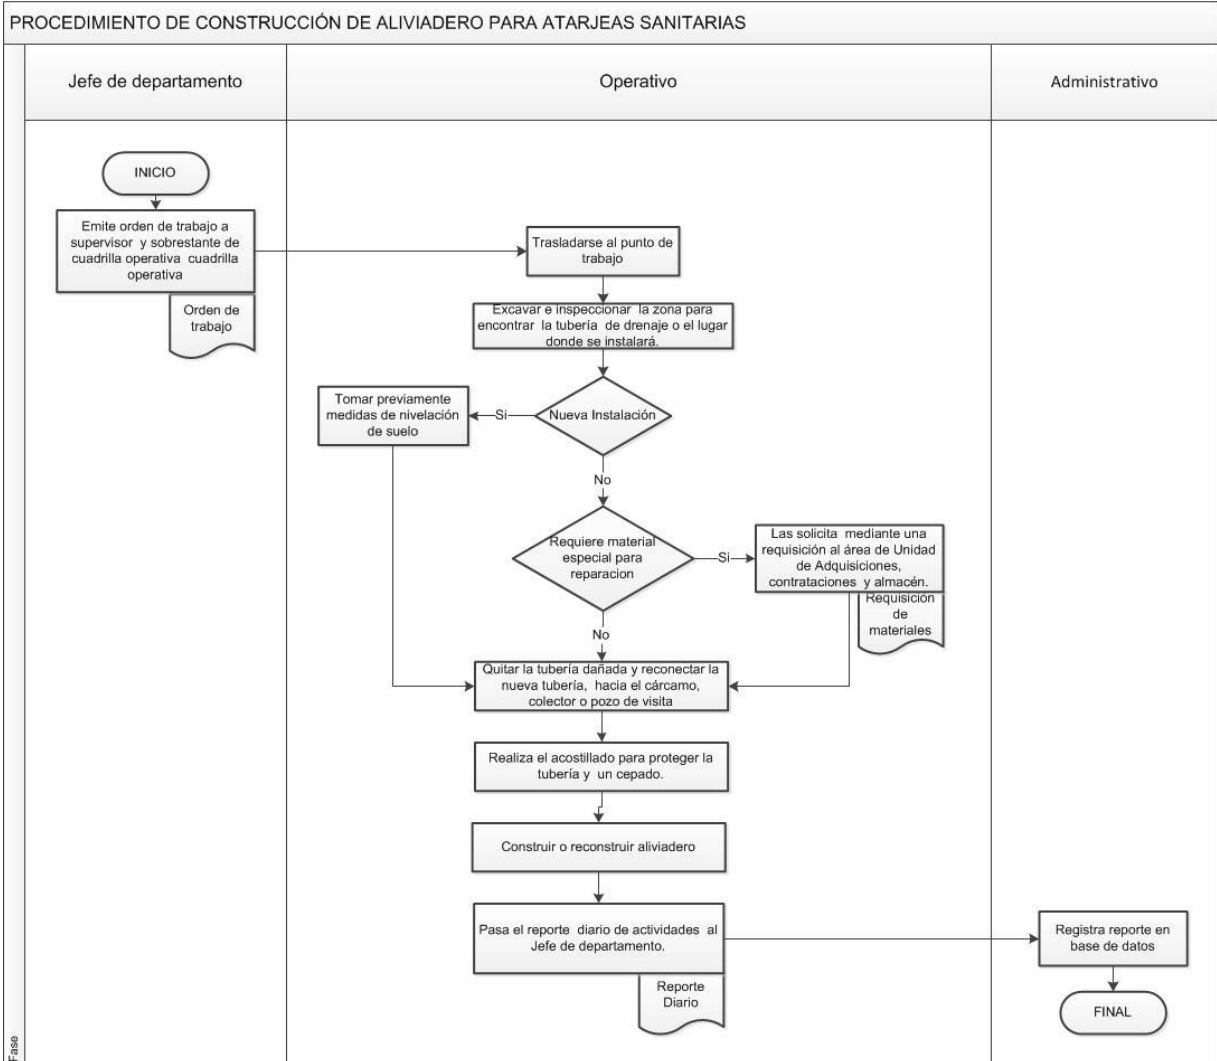 PROCEDIMIENTO DE CONSTRUCCIÓN DE ALIVIADERO PARA ATARJEAS SANITARIAS
Jefe de departamento
Operativo
Administrativo
INICIO
Emite orden de trabajo a
supervisor y sobrestante de
cuadrilla operativa cuadrilla
operativa
Orden de
trabajo
Trasladarse al punto de
trabajo
Excavar e inspeccionar la zona para
encontrar la tubería de drenaje o el lugar
donde se instalará.
Nueva Instalación
Si
Tomar previamente
medidas de nivelación
de suelo
No
Requiere material
especial para
reparacion
Si
Las solicita mediante una
requisición al área de Unidad
de Adquisiciones,
contrataciones y almacén.
Requisición
de
materiales
No
Quitar la tubería dañada y reconectar la
nueva tubería, hacia el cárcamo,
colector o pozo de visita
Realiza el acostillado para proteger la
tubería y un cepado.
Construir o reconstruir aliviadero
Pasa el reporte diario de actividades al
Jefe de departamento.
Reporte
Diario
Registra reporte en
base de datos
FINAL
Fase